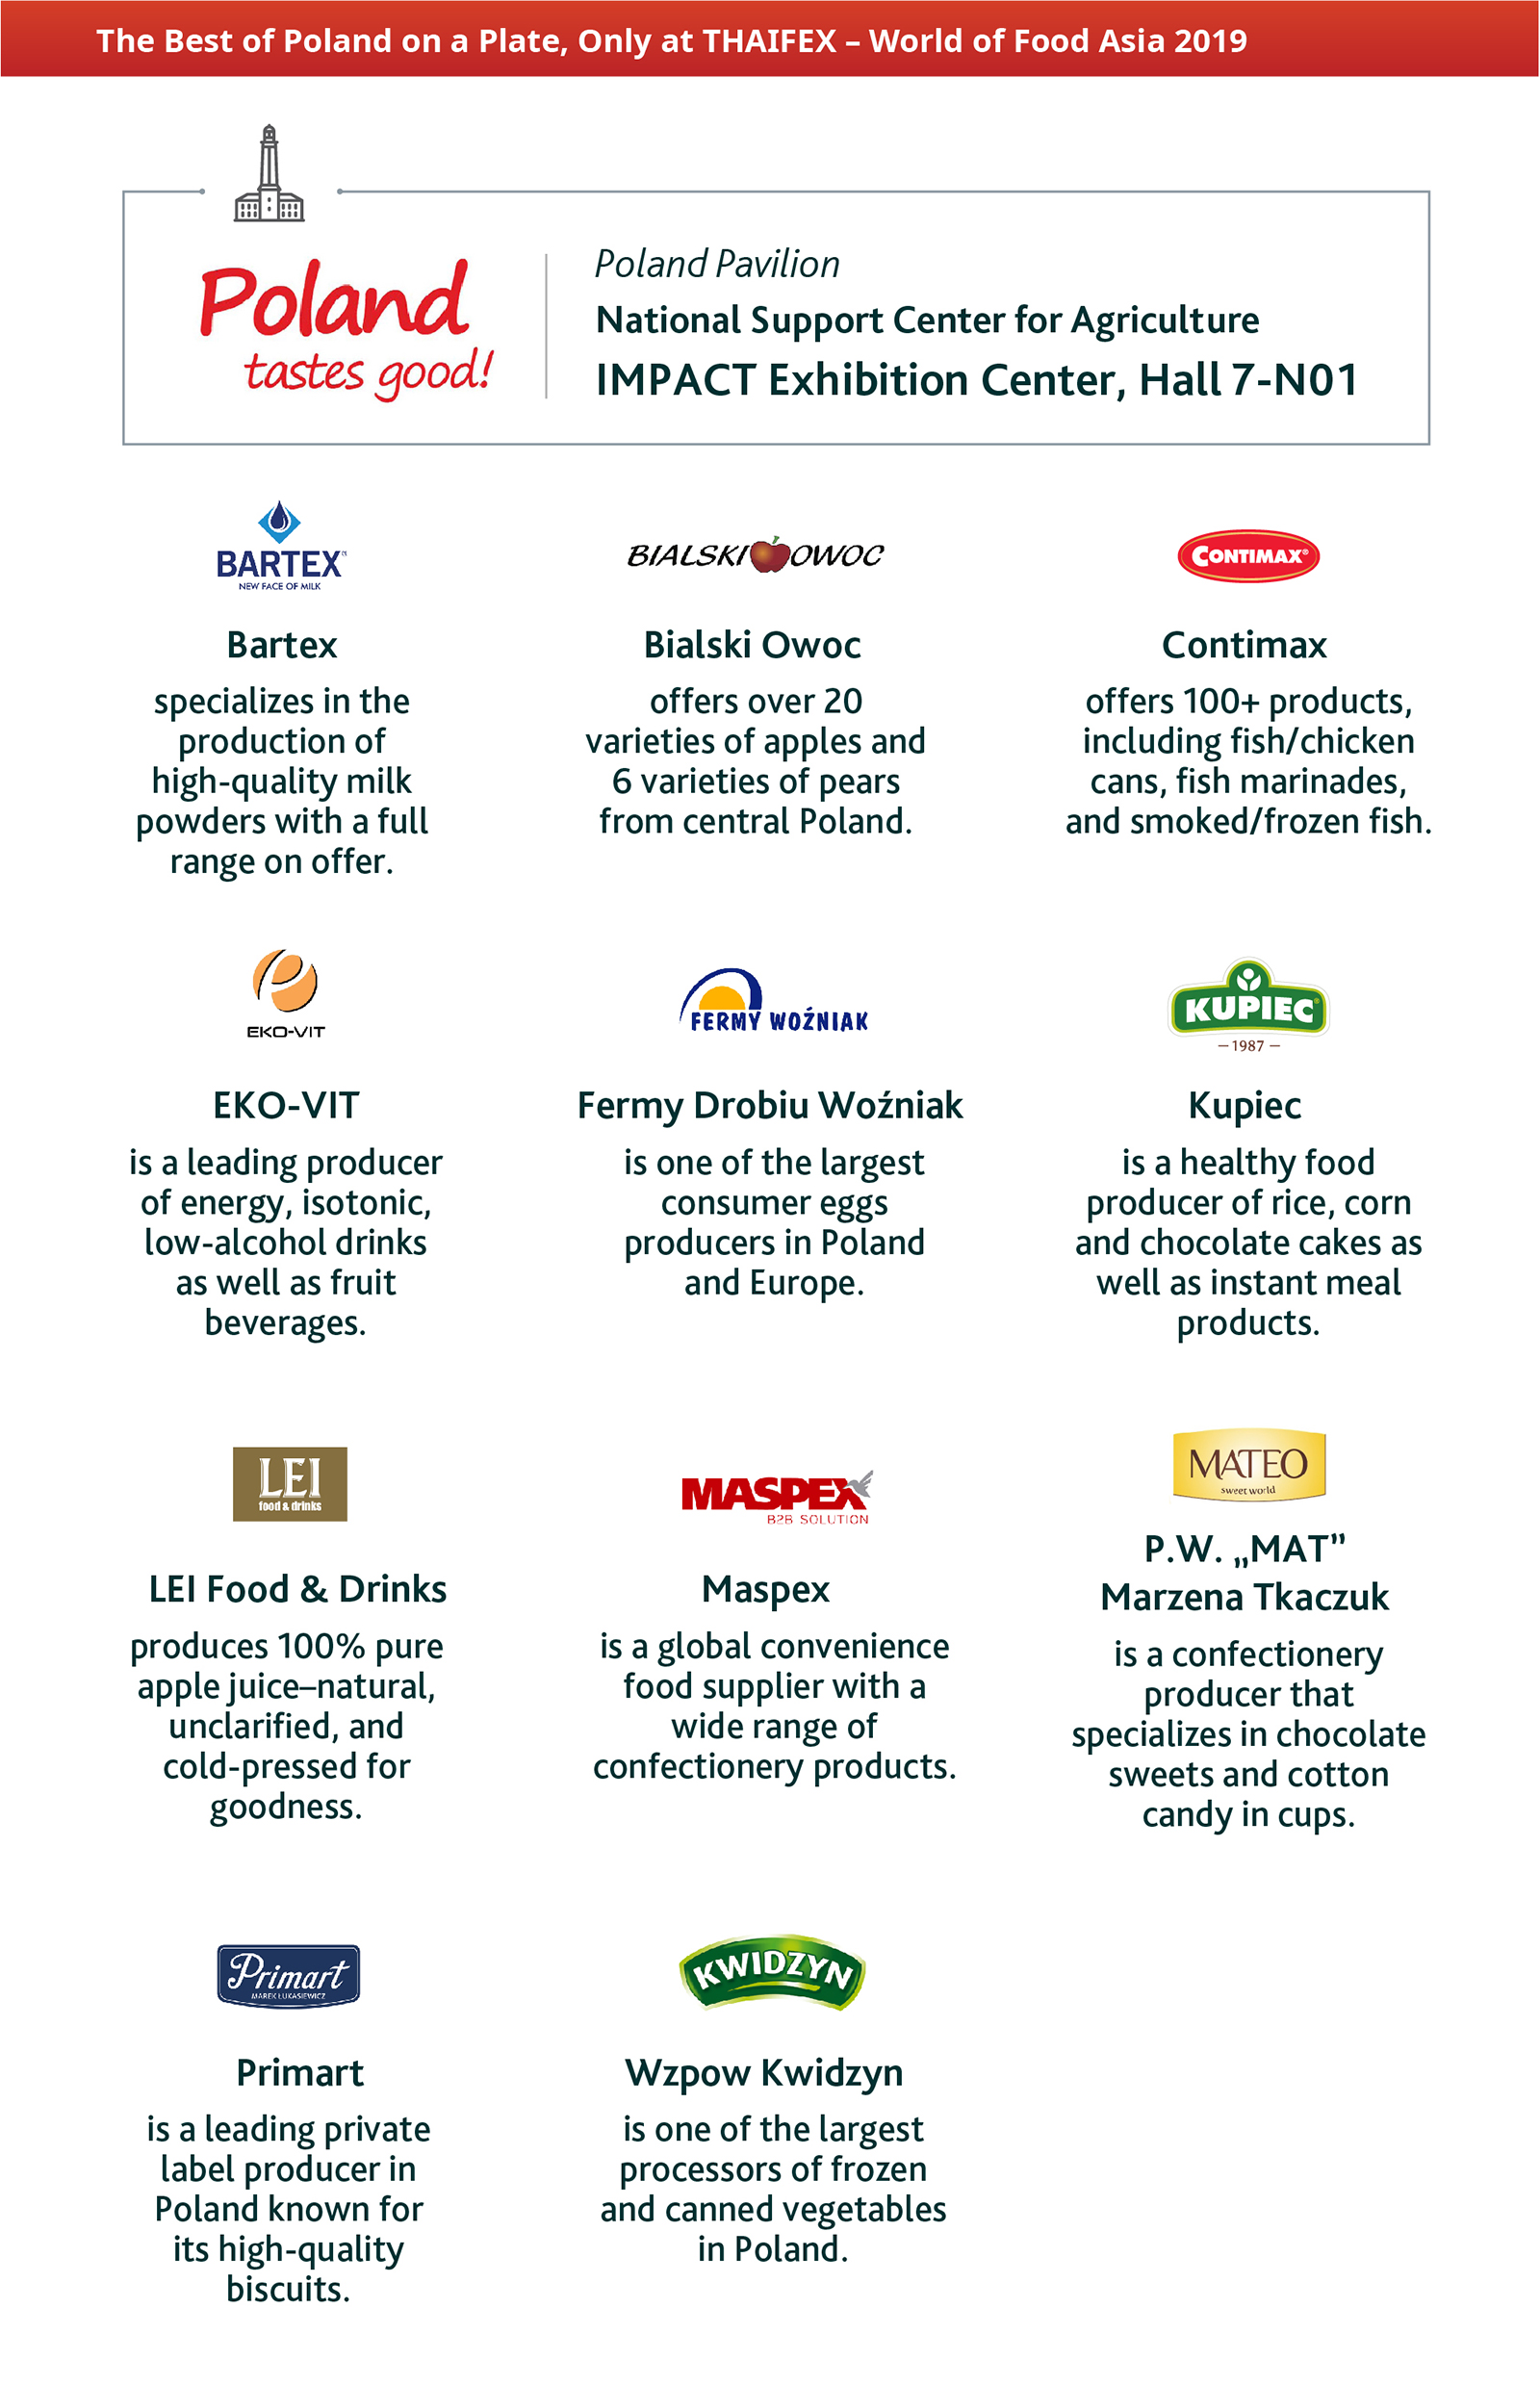 The Best of Poland on a Plate, Only at THAIFEX – World of Food Asia 2019
Poland
tastes good!
Poland Pavilion
National Support Center for Agriculture
IMPACT Exhibition Center, Hall 7-N01
BARTEX
NEW FACE OF MILK
Bartex
specializes in the
production of
high-quality milk
powders with a full
range on offer.
BIALSKI OWOC
Bialski Owoc
offers over 20
varieties of apples and
6 varieties of pears
from central Poland.
CONTIMAX®
Contimax
offers 100+ products,
including fish/chicken
cans, fish marinades,
and smoked/frozen fish.
EKO-VIT
EKO-VIT
is a leading producer
of energy, isotonic,
low-alcohol drinks
as well as fruit
beverages.
FERMY WOŹNIAK
Fermy Drobiu Woźniak
is one of the largest
consumer eggs
producers in Poland
and Europe.
KUPIEC®
– 1987 –
Kupiec
is a healthy food
producer of rice, corn
and chocolate cakes as
well as instant meal
products.
LEI
food & drinks
LEI Food & Drinks
produces 100% pure
apple juice–natural,
unclarified, and
cold-pressed for
goodness.
MASPEX
B2B SOLUTION
Maspex
is a global convenience
food supplier with a
wide range of
confectionery products.
MATEO
sweet world
P.W. „MAT”
Marzena Tkaczuk
is a confectionery
producer that
specializes in chocolate
sweets and cotton
candy in cups.
Primart
MAREK ŁUKASIEWICZ
Primart
is a leading private
label producer in
Poland known for
its high-quality
biscuits.
KWIDZYN
Wzpow Kwidzyn
is one of the largest
processors of frozen
and canned vegetables
in Poland.